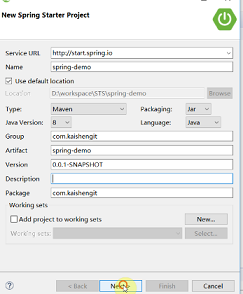 New Spring Starter Project
Service URL http://start.spring.io
Name spring-demo
Use default location
Location D:\workspace\STS\spring-demo Browse
Type: Maven Packaging: Jar
Java Version: 8 Language: Java
Group com.kaishengit
Artifact spring-demo
Version 0.0.1-SNAPSHOT
Description
Package com.kaishengit
Working sets
Add project to working sets New...
Working sets: Select...
? < Back Next > Finish Cancel